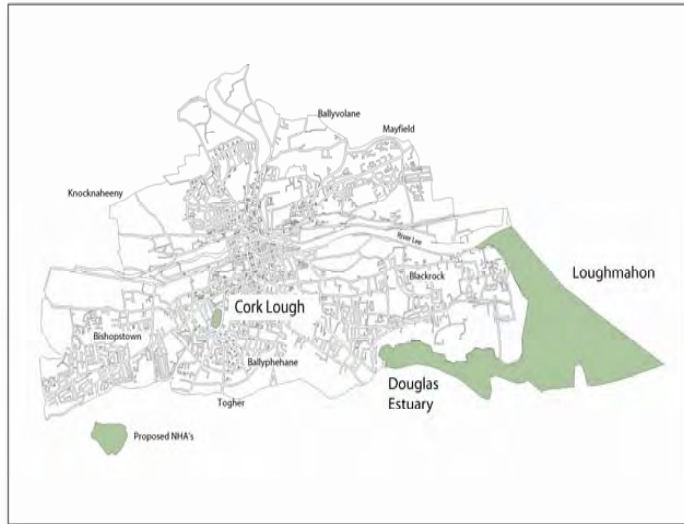 Ballyvolane
Mayfield
Knocknaheeny
River Lee
Loughmahon
Blackrock
Cork Lough
Bishopstown
Ballyphehane
Douglas
Estuary
Togher
Proposed NHA's